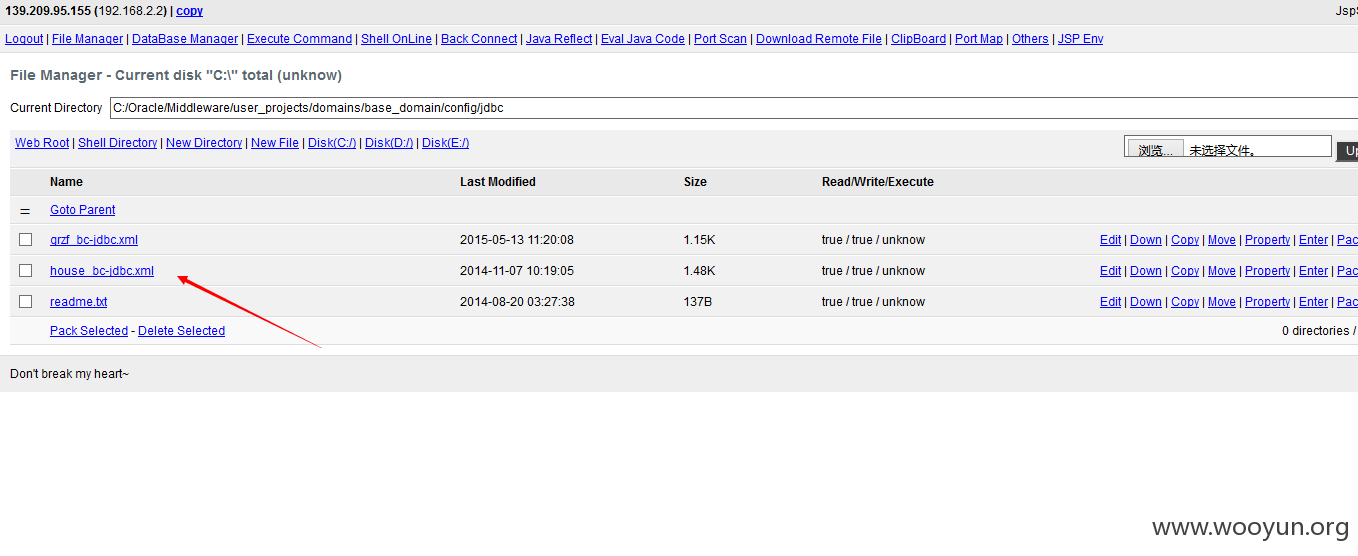 139.209.95.155 (192.168.2.2) | copy JspS
Logout | File Manager | DataBase Manager | Execute Command | Shell OnLine | Back Connect | Java Reflect | Eval Java Code | Port Scan | Download Remote File | ClipBoard | Port Map | Others | JSP Env
File Manager - Current disk "C:\" total (unknow)
Current Directory C:/Oracle/Middleware/user_projects/domains/base_domain/config/jdbc
Web Root | Shell Directory | New Directory | New File | Disk(C:/) | Disk(D:/) | Disk(E:/) 浏览... 未选择文件。 Up
Name Last Modified Size Read/Write/Execute
= Goto Parent
grzf_bc-jdbc.xml 2015-05-13 11:20:08 1.15K true / true / unknow Edit | Down | Copy | Move | Property | Enter | Pac
house_bc-jdbc.xml 2014-11-07 10:19:05 1.48K true / true / unknow Edit | Down | Copy | Move | Property | Enter | Pac
readme.txt 2014-08-20 03:27:38 137B true / true / unknow Edit | Down | Copy | Move | Property | Enter | Pac
Pack Selected - Delete Selected 0 directories /
Don't break my heart~
www.wooyun.org